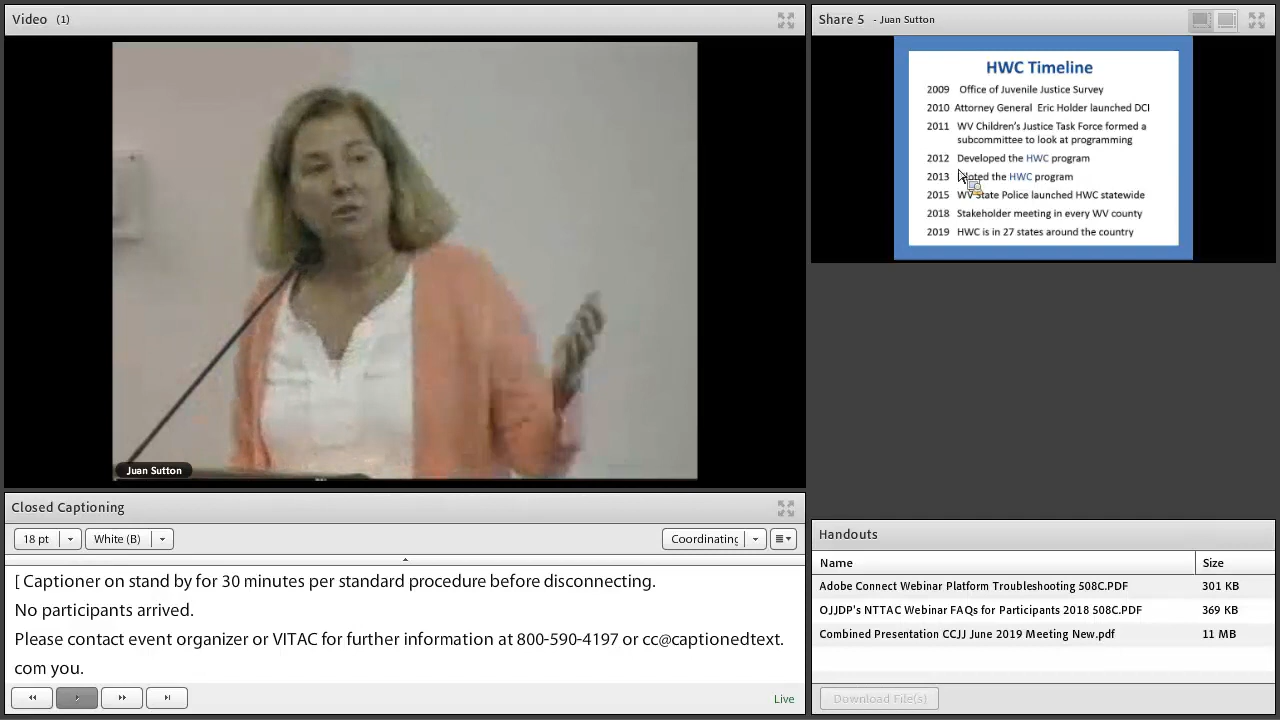 Video (1)
Juan Sutton
Share 5 - Juan Sutton
HWC Timeline
2009 Office of Juvenile Justice Survey
2010 Attorney General Eric Holder launched DCI
2011 WV Children's Justice Task Force formed a
subcommittee to look at programming
2012 Developed the HWC program
2013 the HWC program
2015 WV State Police launched HWC statewide
2018 Stakeholder meeting in every WV county
2019 HWC is in 27 states around the country
Closed Captioning
18 pt White (B) Coordinating
[ Captioner on stand by for 30 minutes per standard procedure before disconnecting.
No participants arrived.
Please contact event organizer or VITAC for further information at 800-590-4197 or cc@captionedtext.
com you.
Live
Handouts
Name Size
Adobe Connect Webinar Platform Troubleshooting 508C.PDF 301 KB
OJJDP's NTTAC Webinar FAQs for Participants 2018 508C.PDF 369 KB
Combined Presentation CCJJ June 2019 Meeting New.pdf 11 MB
Download File(s)